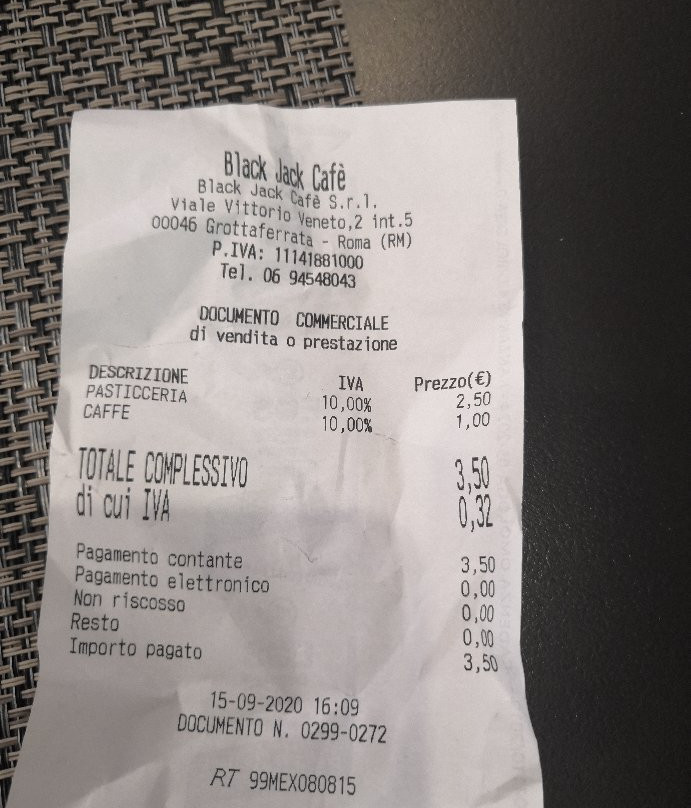 Black Jack Cafè
Black Jack Cafè S.r.l.
Viale Vittorio Veneto,2 int.5
00046 Grottaferrata - Roma (RM)
P.IVA: 11141881000
Tel. 06 94548043
DOCUMENTO COMMERCIALE
di vendita o prestazione
DESCRIZIONE IVA Prezzo(€)
PASTICCERIA 10,00% 2,50
CAFFE 10,00% 1,00
TOTALE COMPLESSIVO 3,50
di cui IVA 0,32
Pagamento contante 3,50
Pagamento elettronico 0,00
Non riscosso 0,00
Resto 0,00
Importo pagato 3,50
15-09-2020 16:09
DOCUMENTO N. 0299-0272
RT 99MEX080815